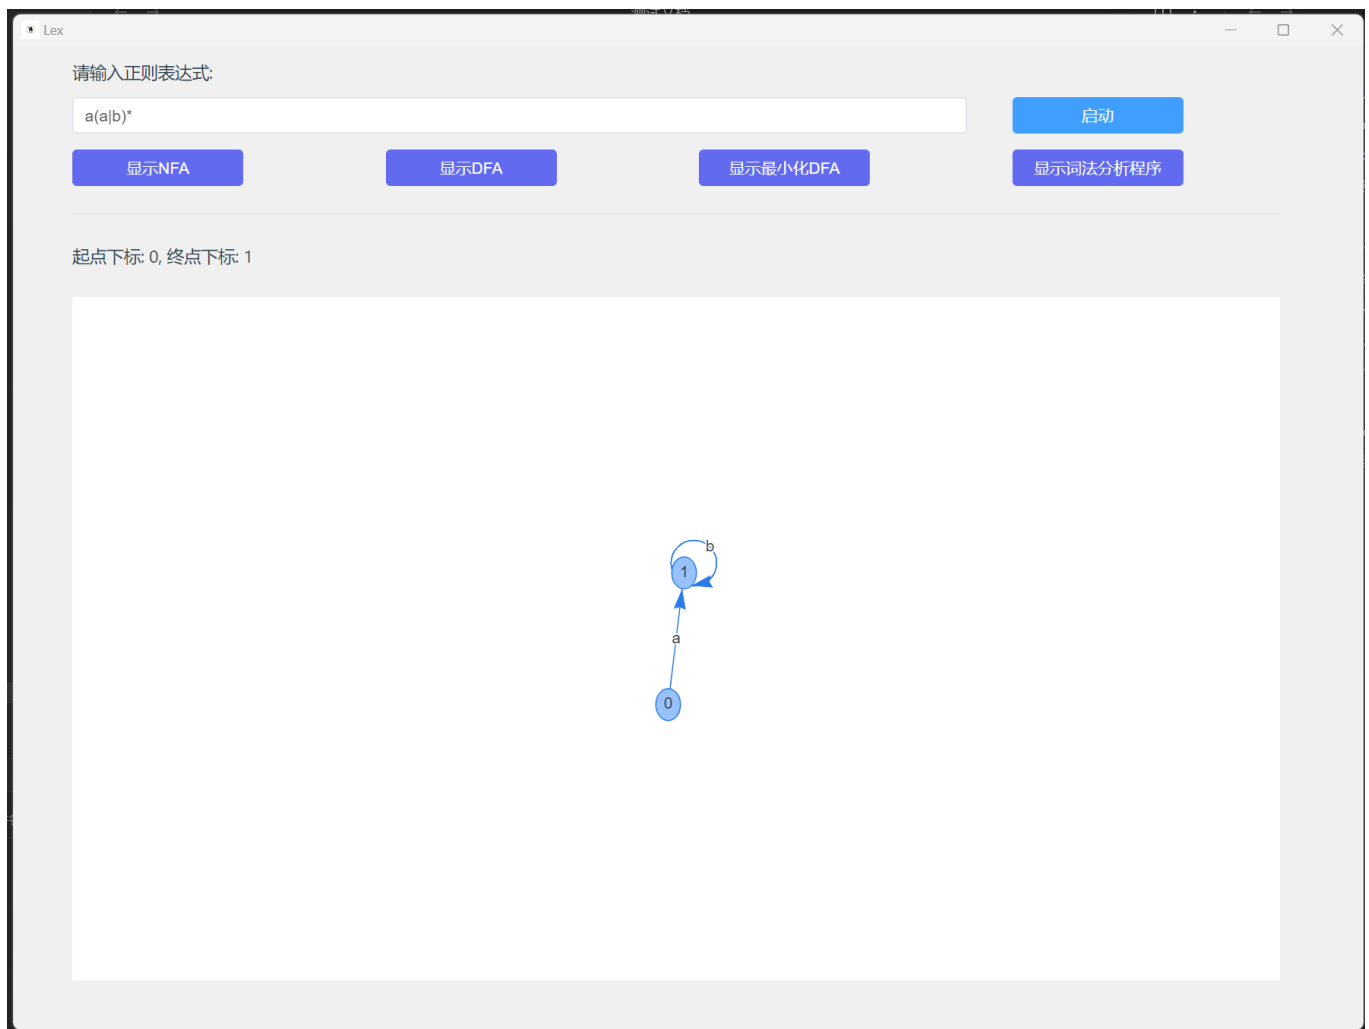 Lex
请输入正则表达式:
a(a|b)*
启动
显示NFA
显示DFA
显示最小化DFA
显示词法分析程序
起点下标: 0, 终点下标: 1
b
1
a
0